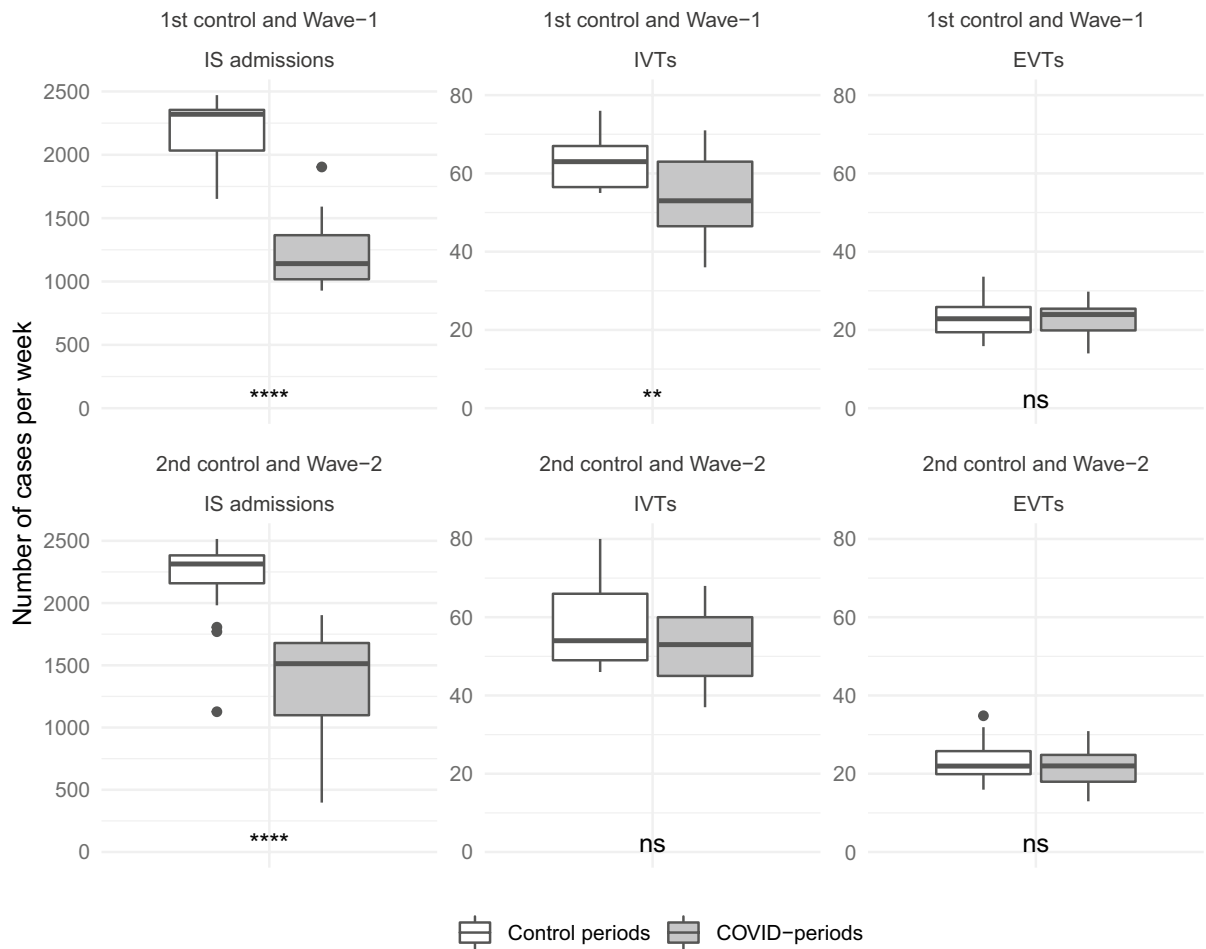 1st control and Wave−1
1st control and Wave−1
1st control and Wave−1
IS admissions
IVTs
EVTs
2500
2000
1500
1000
500
0
****
80
60
40
20
0
**
80
60
40
20
0
ns
Number of cases per week
2nd control and Wave−2
2nd control and Wave−2
2nd control and Wave−2
IS admissions
IVTs
EVTs
2500
2000
1500
1000
500
0
****
80
60
40
20
0
ns
80
60
40
20
0
ns
Control periods
COVID−periods